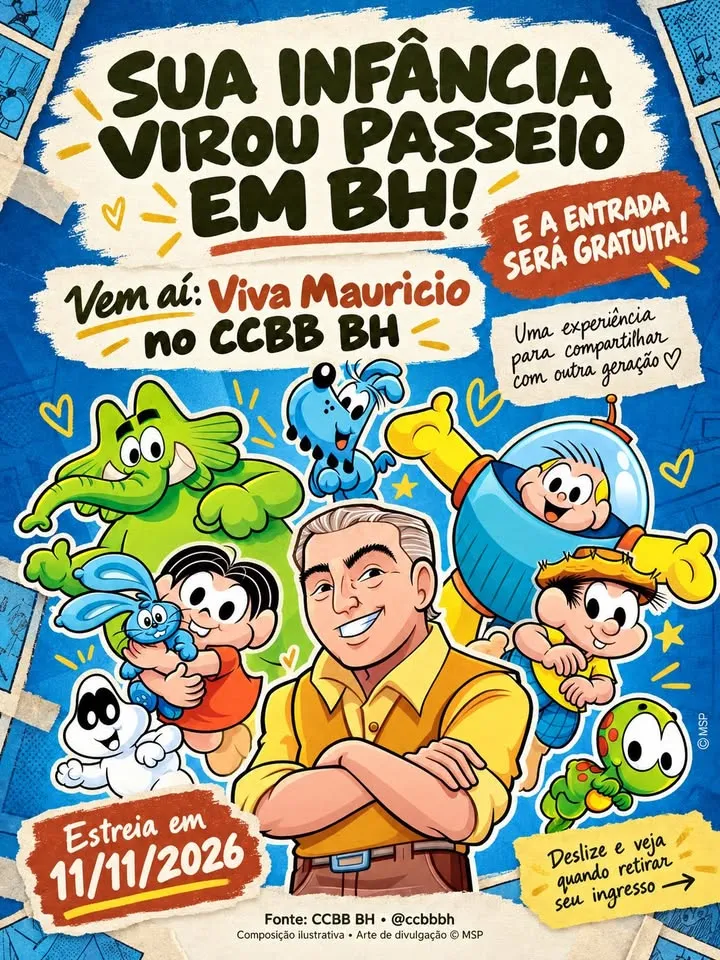 SUA INFÂNCIA
VIROU PASSEIO
EM BH!
E A ENTRADA
SERÁ GRATUITA!
Vem aí: Viva Mauricio
no CCBB BH
Uma experiência
para compartilhar
com outra geração ♡
© MSP
Estreia em
11/11/2026
Deslize e veja
quando retirar
seu ingresso →
Fonte: CCBB BH • @ccbbbh
Composição ilustrativa • Arte de divulgação © MSP